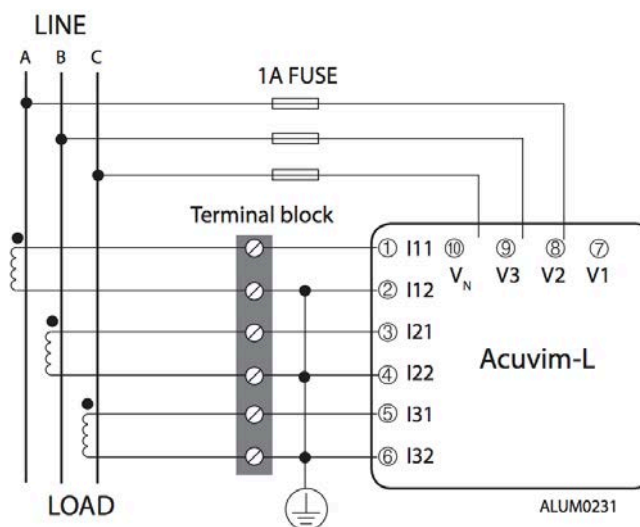 LINE
A B C
1A FUSE
Terminal block
① I11 ⑩ ⑨ ⑧ ⑦
② I12 VN V3 V2 V1
③ I21
④ I22 Acuvim-L
⑤ I31
⑥ I32
LOAD
ALUM0231